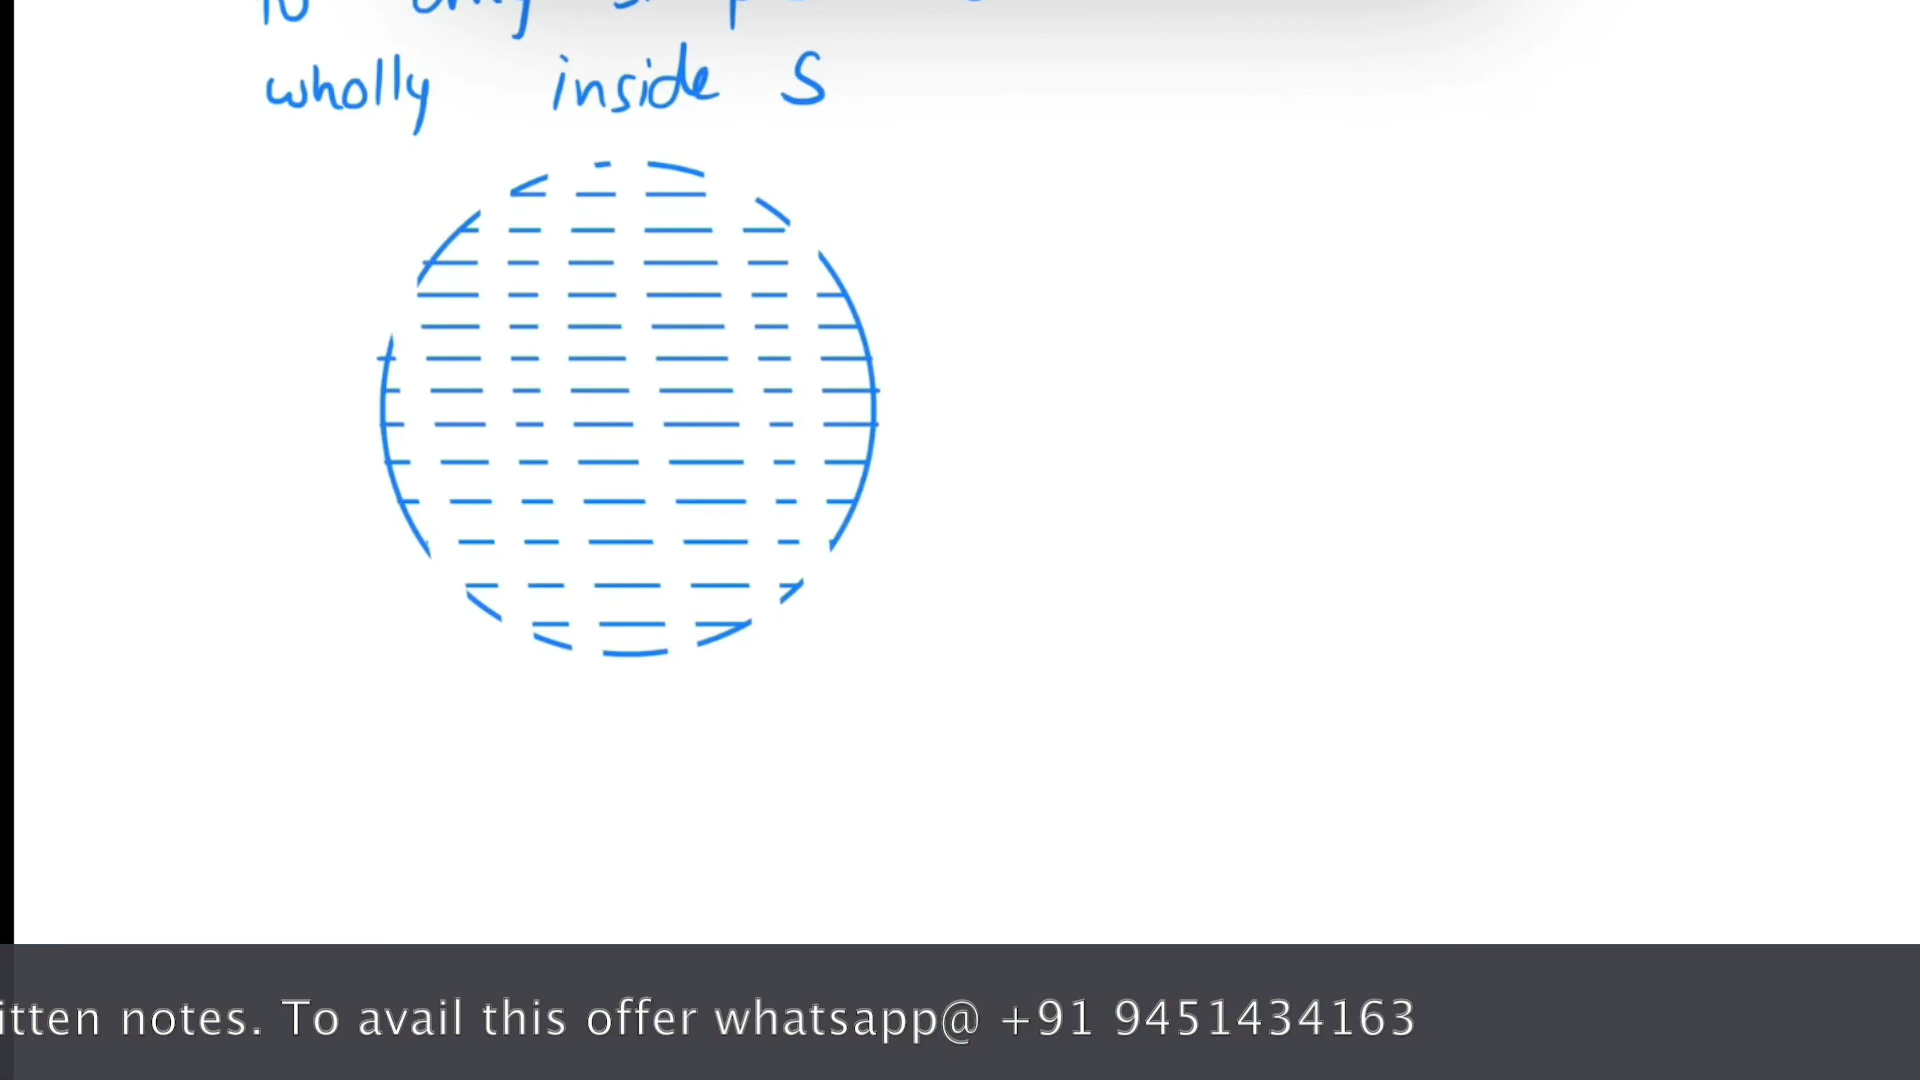 wholly inside S
itten notes. To avail this offer whatsapp@ +91 9451434163